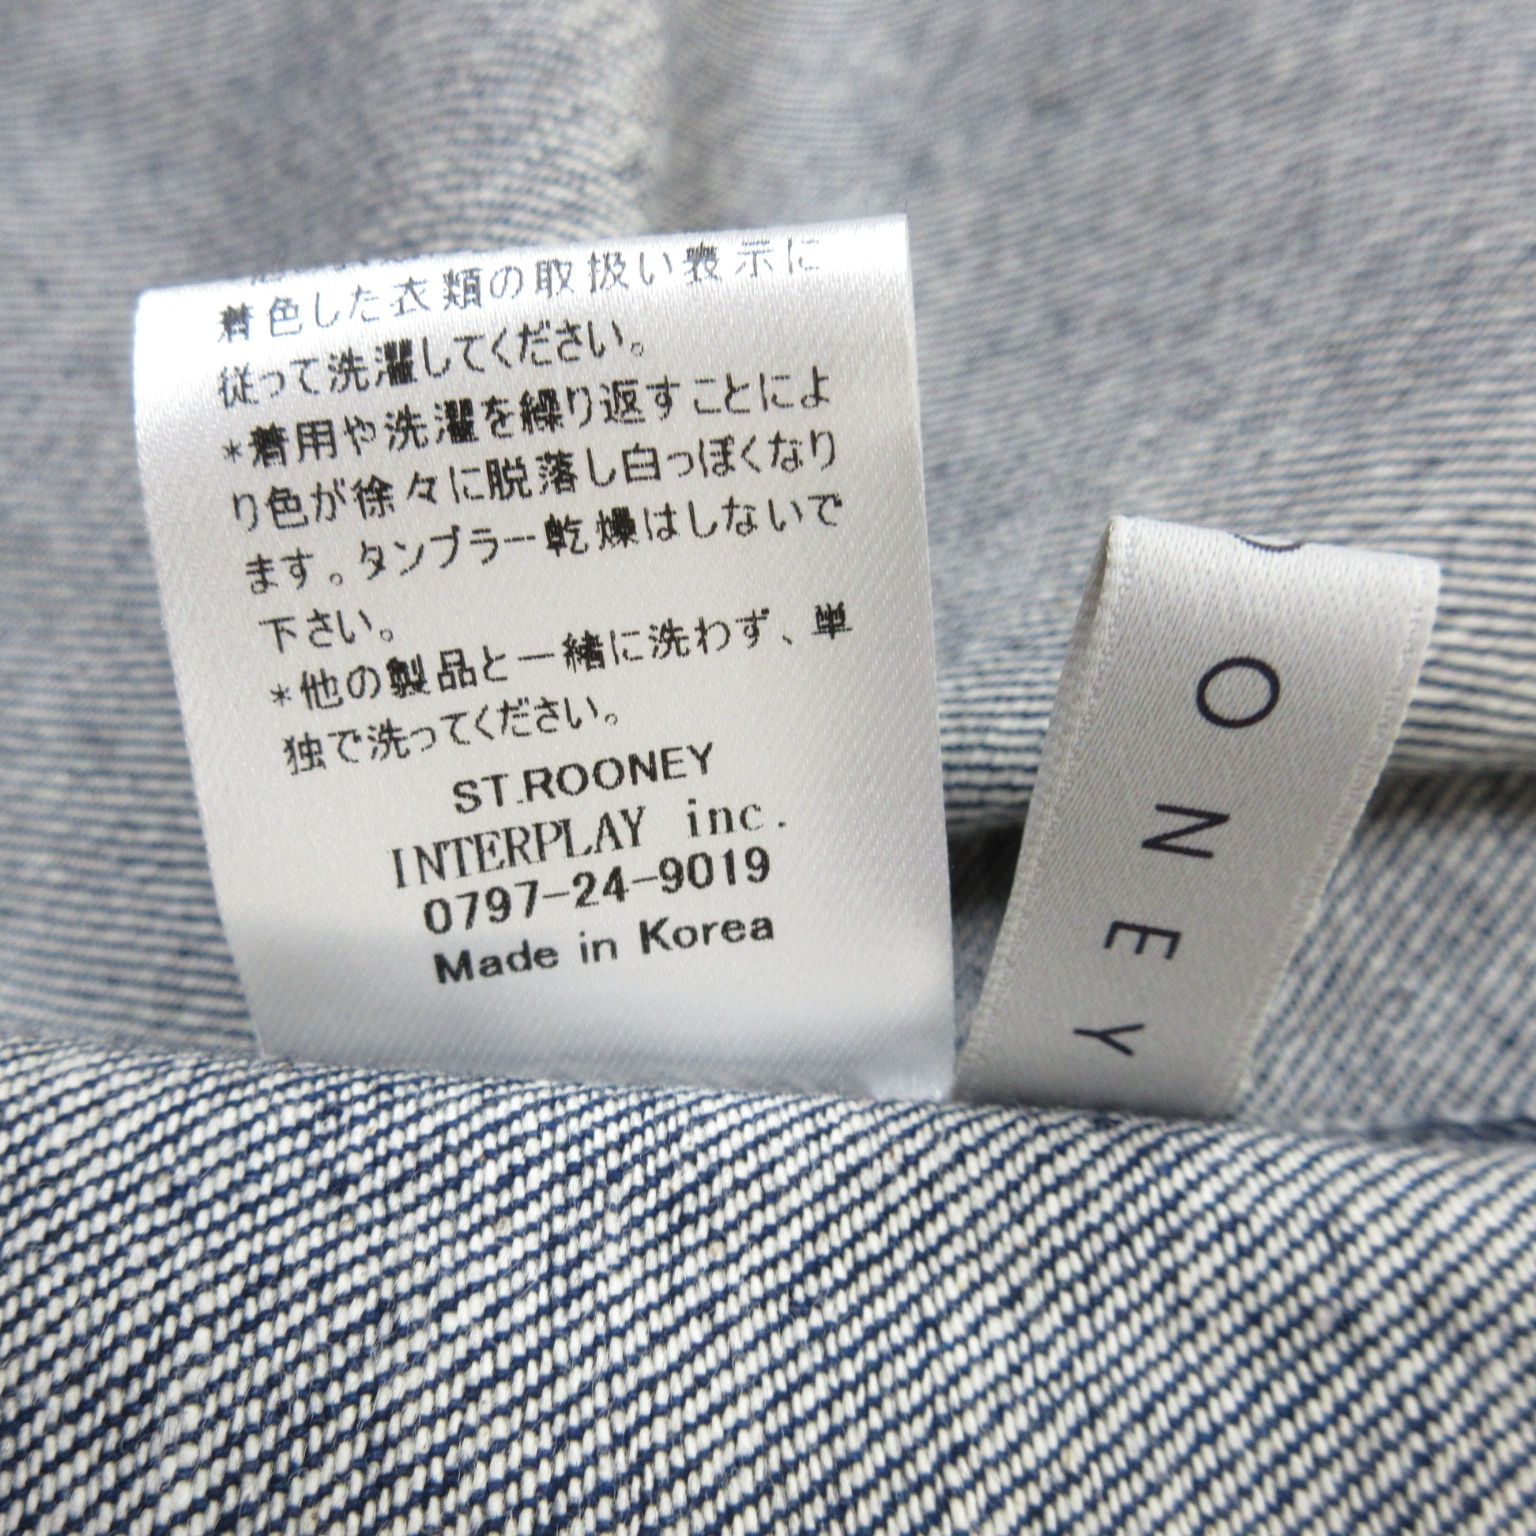 着色した衣類の取扱い表示に
従って洗濯してください。
*着用や洗濯を繰り返すことによ
り色が徐々に脱落し白っぽくなり
ます。タンブラー乾燥はしないで
下さい。
*他の製品と一緒に洗わず、単
独で洗ってください。
ST.ROONEY
INTERPLAY inc.
0797-24-9019
Made in Korea
ONEY